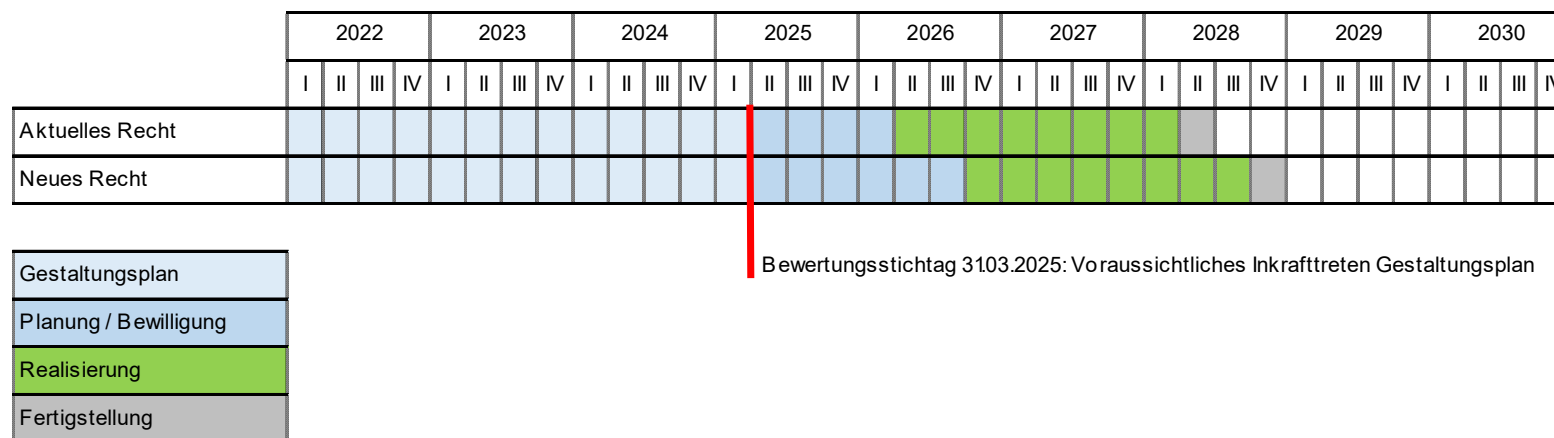 2022 2023 2024 2025 2026 2027 2028 2029 2030
I II III IV I II III IV I II III IV I II III IV I II III IV I II III IV I II III IV I II III IV I II III IV
Aktuelles Recht
Neues Recht
Gestaltungsplan
Bewertungsstichtag 31.03.2025: Voraussichtliches Inkrafttreten Gestaltungsplan
Planung / Bewilligung
Realisierung
Fertigstellung